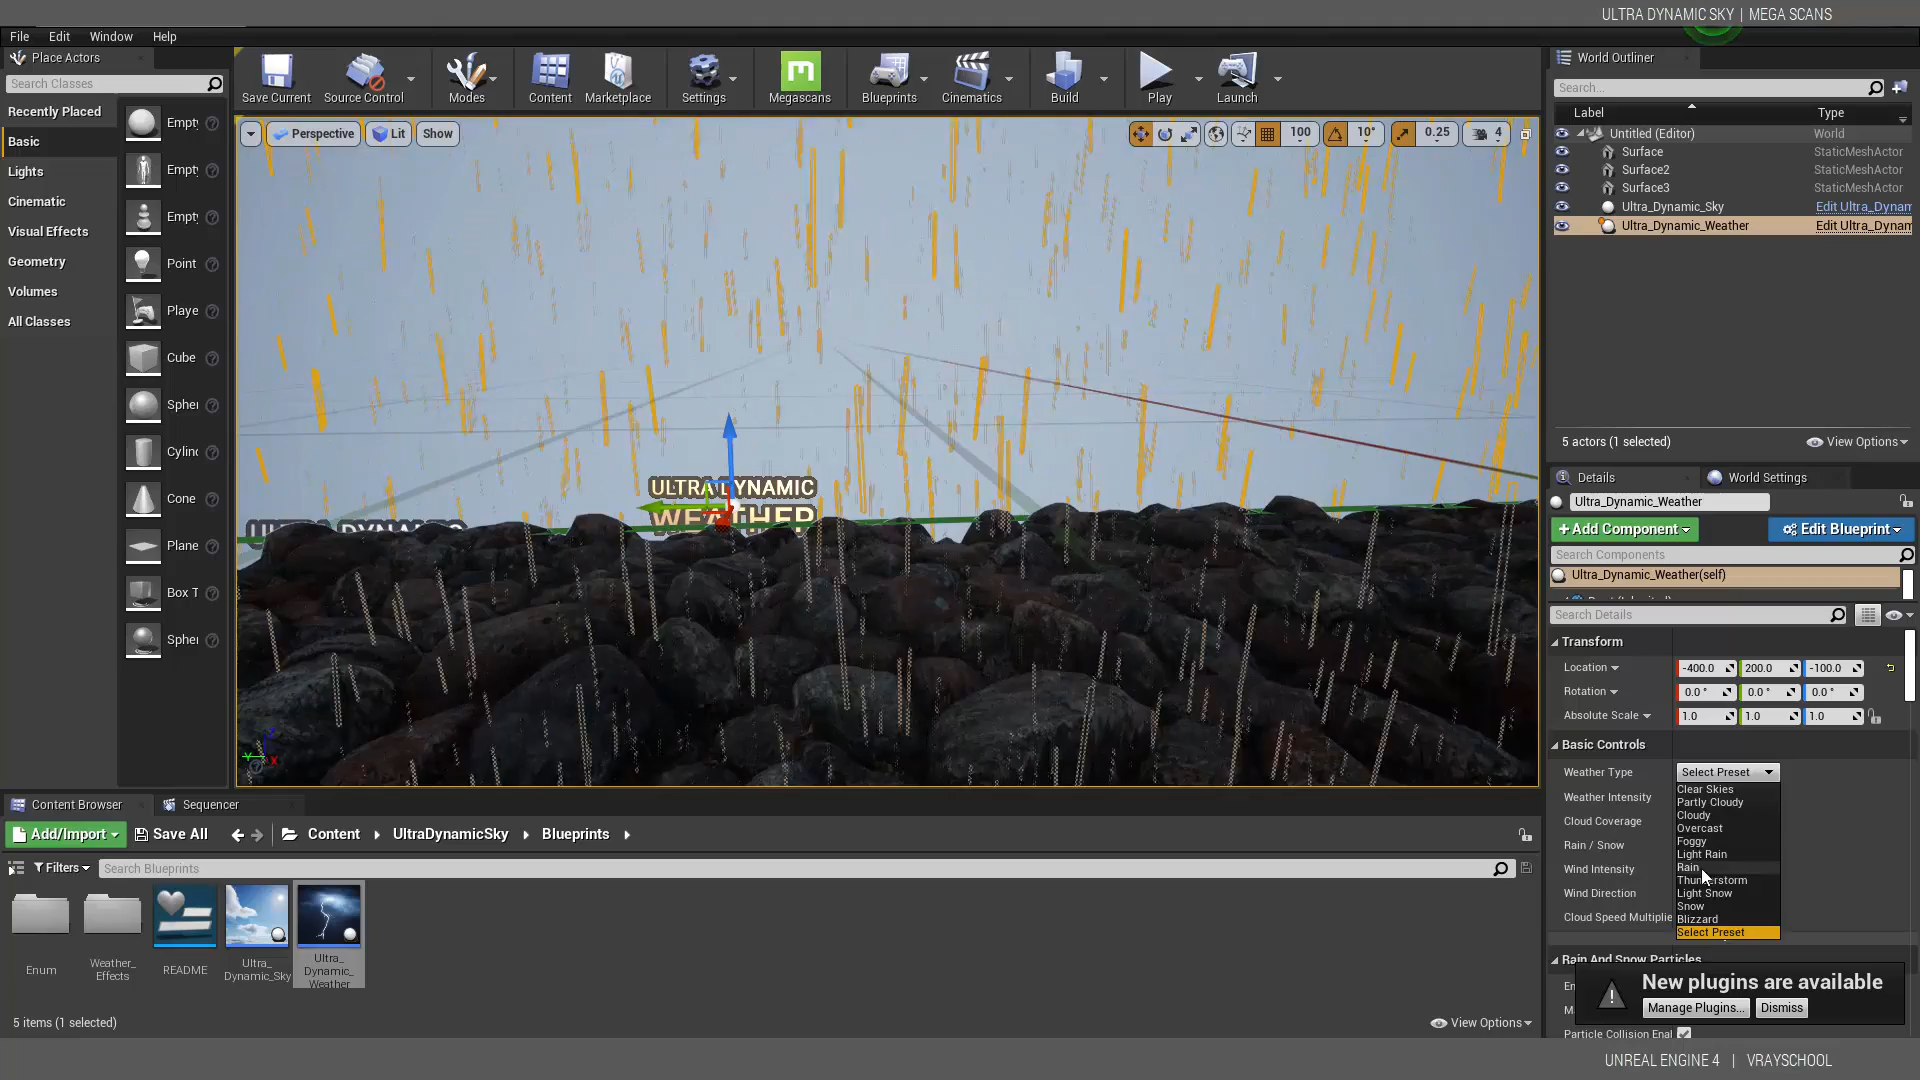 ULTRA DYNAMIC SKY | MEGA SCANS
File Edit Window Help
Place Actors
Search Classes
Recently Placed
Basic
Lights
Cinematic
Visual Effects
Geometry
Volumes
All Classes
Empt
Empt
Empt
Point
Playe
Cube
Spher
Cylin
Cone
Plane
Box T
Spher
Save Current Source Control Modes Content Marketplace Settings Megascans Blueprints Cinematics Build Play Launch
Perspective Lit Show
100 10° 0.25 4
ULTRA DYNAMIC
WEATHER
ULTRA DYNAMIC
World Outliner
Search...
Label Type
Untitled (Editor) World
Surface StaticMeshActor
Surface2 StaticMeshActor
Surface3 StaticMeshActor
Ultra_Dynamic_Sky Edit Ultra_Dynam
Ultra_Dynamic_Weather Edit Ultra_Dynam
5 actors (1 selected) View Options
Details World Settings
Ultra_Dynamic_Weather
+Add Component Edit Blueprint
Search Components
Ultra_Dynamic_Weather(self)
Search Details
Transform
Location -400.0 200.0 -100.0
Rotation 0.0 ° 0.0 ° 0.0 °
Absolute Scale 1.0 1.0 1.0
Basic Controls
Weather Type Select Preset
Weather Intensity
Cloud Coverage
Rain / Snow
Wind Intensity
Wind Direction
Cloud Speed Multiplie
Clear Skies
Partly Cloudy
Cloudy
Overcast
Foggy
Light Rain
Rain
Thunderstorm
Light Snow
Snow
Blizzard
Select Preset
Rain And Snow Particles
Particle Collision Enal
New plugins are available
Manage Plugins... Dismiss
Content Browser Sequencer
Add/Import Save All Content UltraDynamicSky Blueprints
Filters Search Blueprints
Enum
Weather_
Effects
README
Ultra_
Dynamic_Sky
Ultra_
Dynamic_
Weather
5 items (1 selected) View Options
UNREAL ENGINE 4 | VRAYSCHOOL